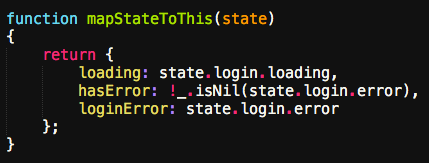 function mapStateToThis(state)
{
    return {
        loading: state.login.loading,
        hasError: !_.isNil(state.login.error),
        loginError: state.login.error
    };
}